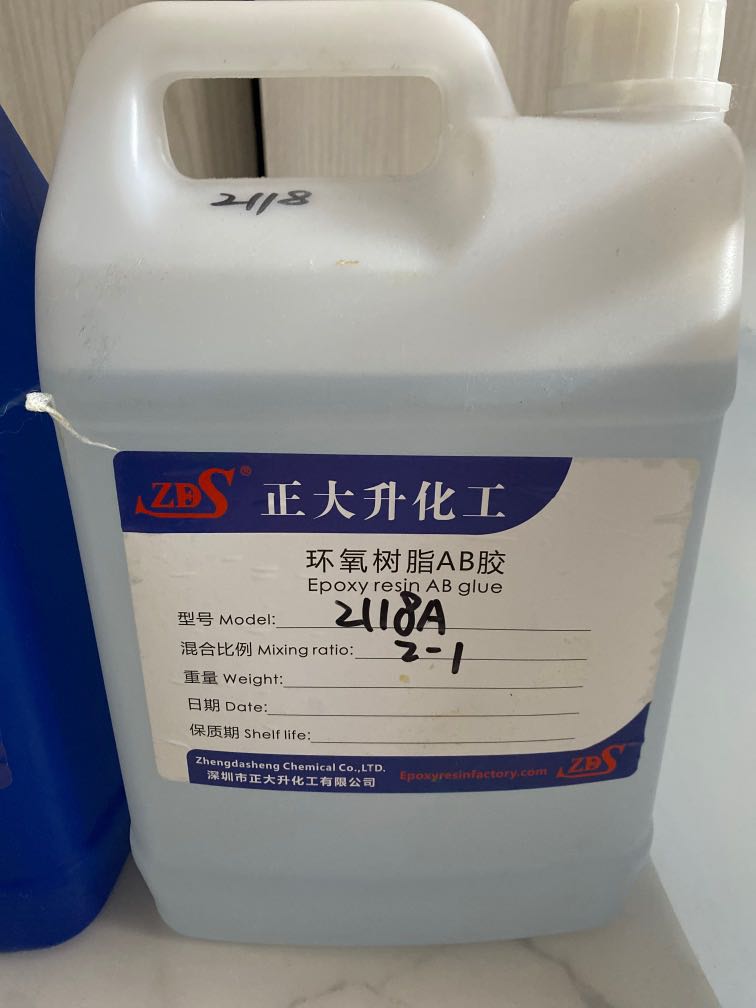 2118
ZDS® 正大升化工
环氧树脂AB胶
Epoxy resin AB glue
型号 Model: 2118A
混合比例 Mixing ratio: 2-1
重量 Weight:
日期 Date:
保质期 Shelf life:
Zhengdasheng Chemical Co.,LTD.
深圳市正大升化工有限公司
Epoxyresinfactory.com ZDS